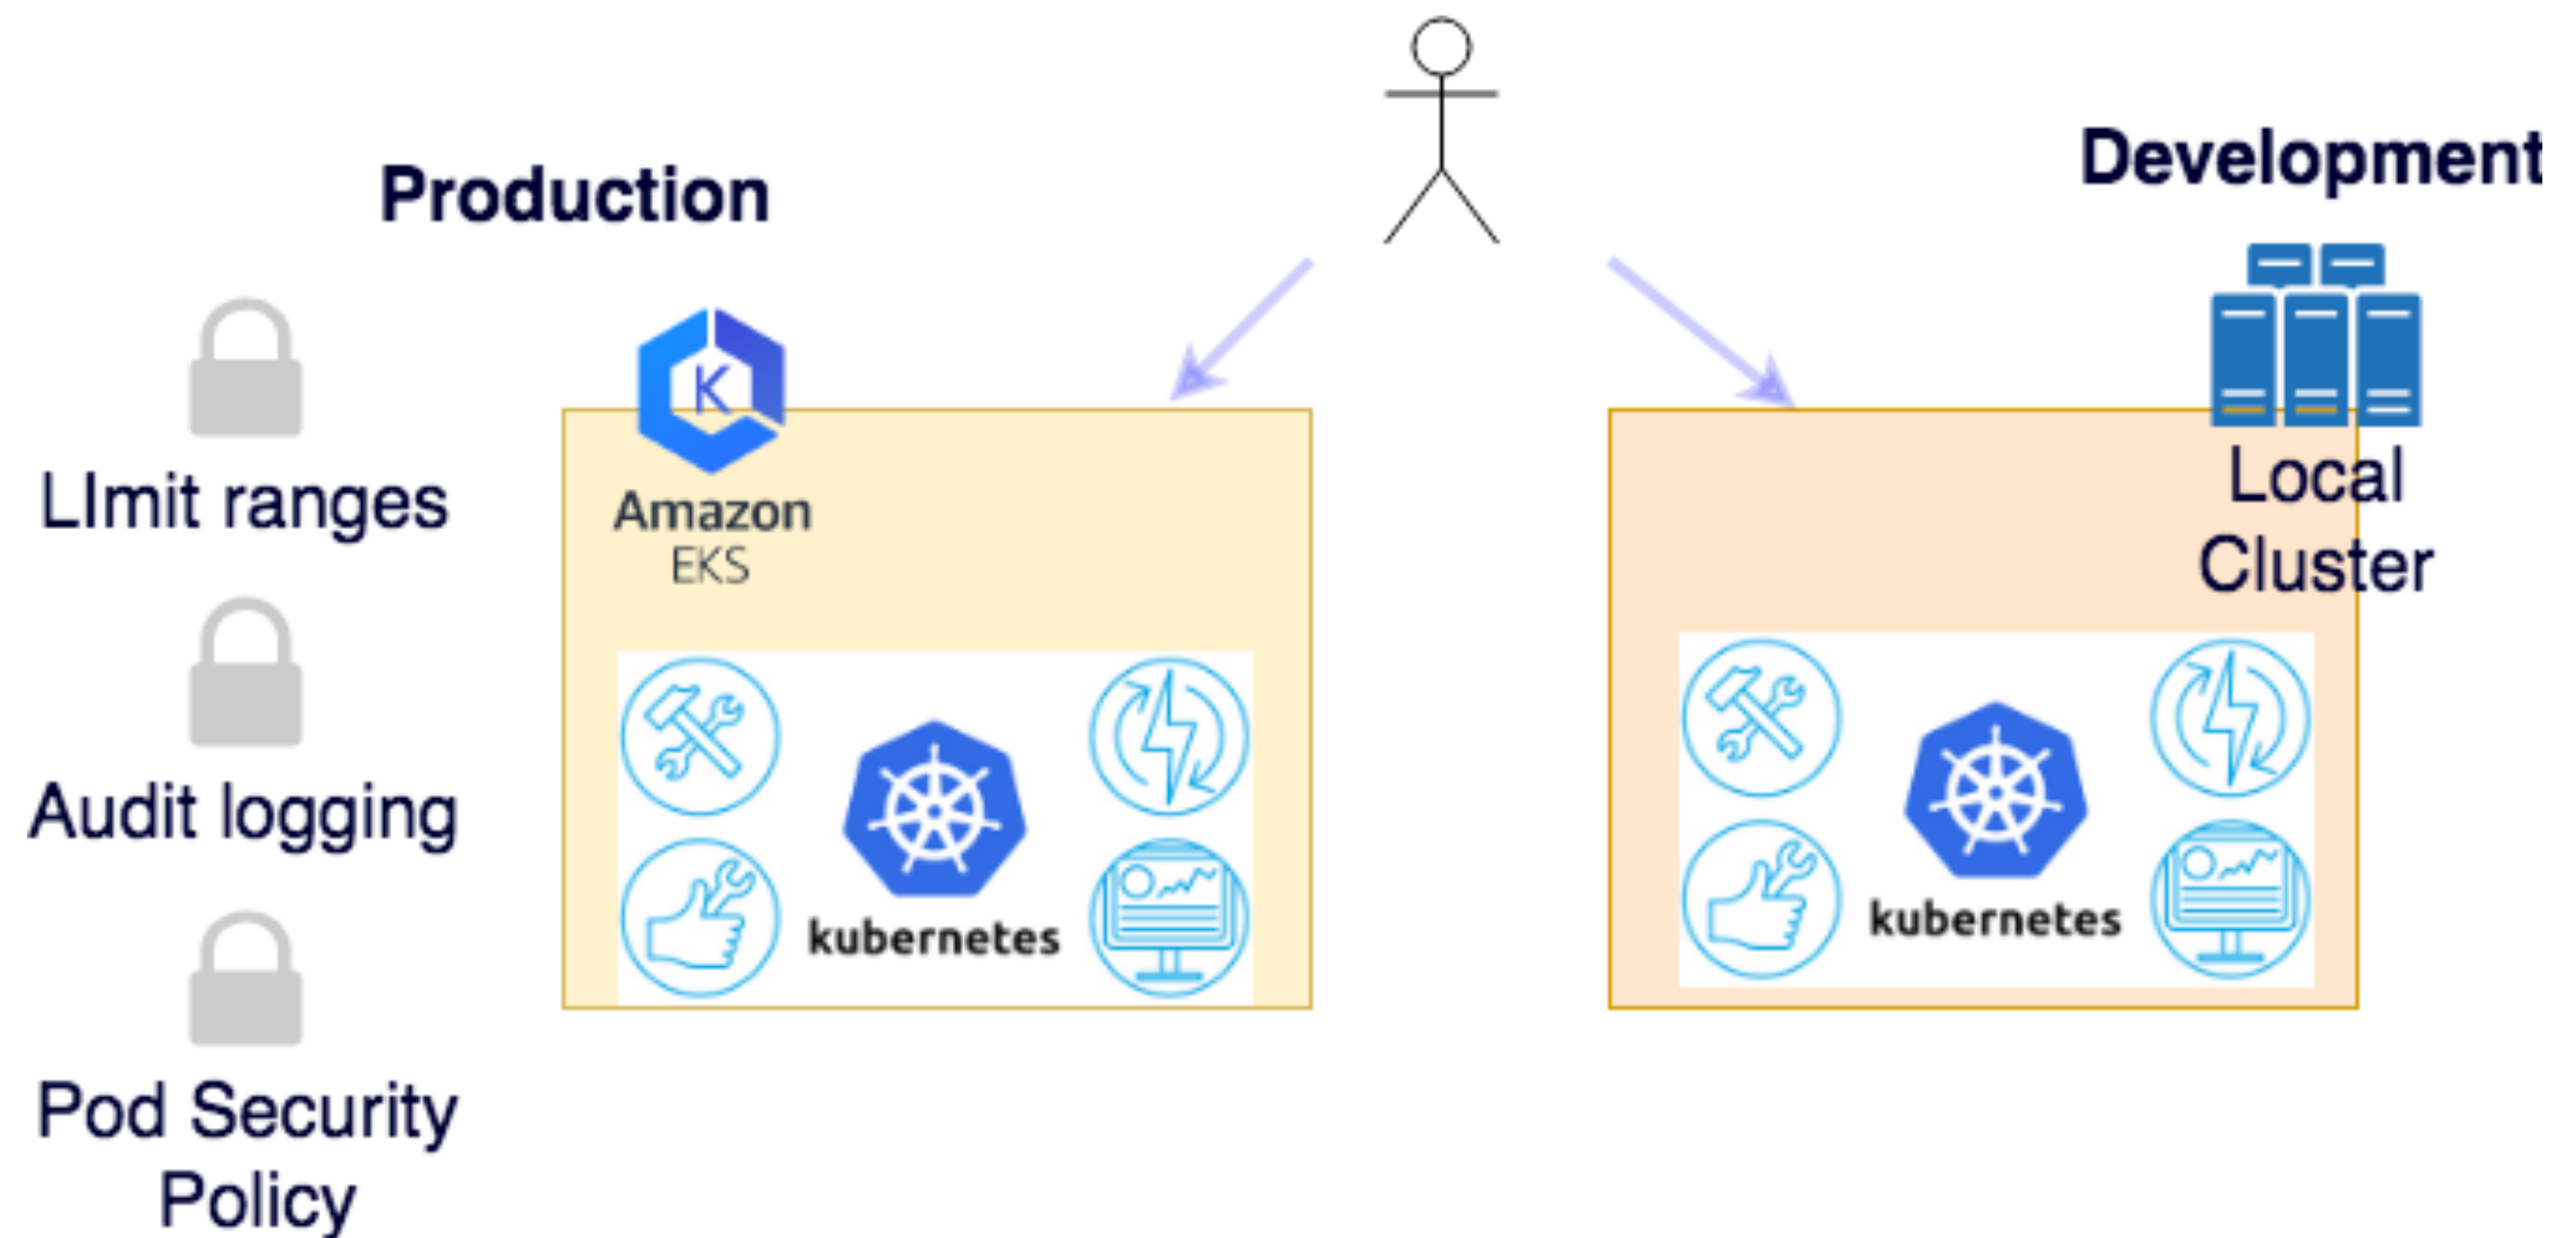 Production
Development
LImit ranges
Amazon
EKS
K
Local
Cluster
Audit logging
kubernetes
kubernetes
Pod Security
Policy